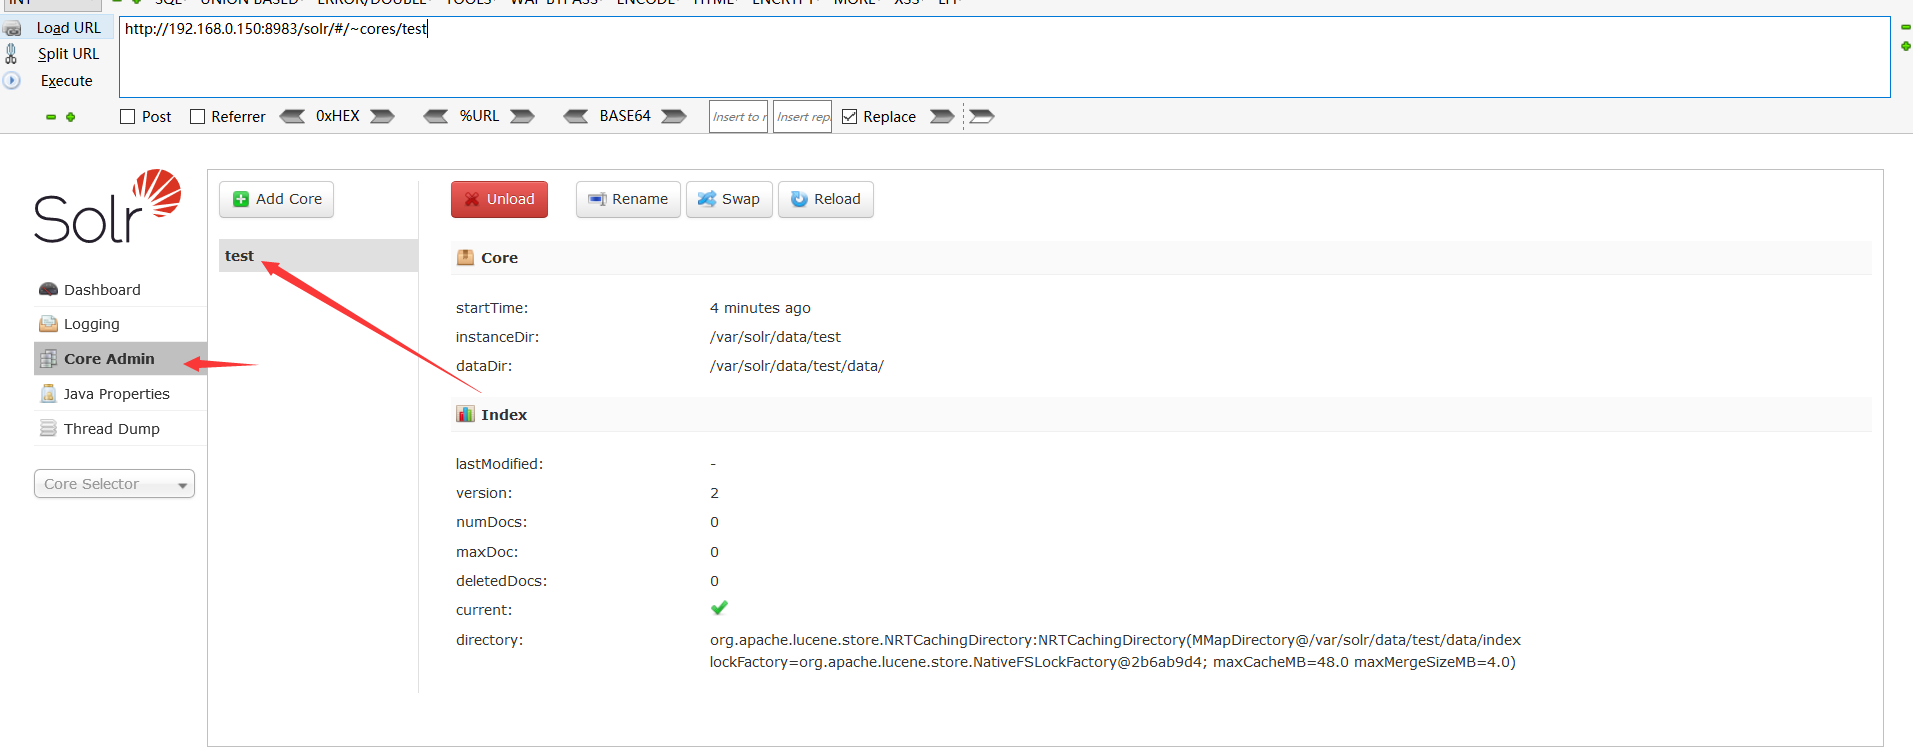 INT SQL UNION BASED ERROR/DOUBLE TOOLS WAF BYPASS ENCODE HTML ENCRYPT MORE XSS LFI
Load URL http://192.168.0.150:8983/solr/#/~cores/test
Split URL
Execute
Post Referrer 0xHEX %URL BASE64 Insert to r Insert repl Replace
Solr
Add Core Unload Rename Swap Reload
test
Core
Dashboard
Logging
Core Admin
Java Properties
Thread Dump
Core Selector
startTime: 4 minutes ago
instanceDir: /var/solr/data/test
dataDir: /var/solr/data/test/data/
Index
lastModified: -
version: 2
numDocs: 0
maxDoc: 0
deletedDocs: 0
current:
directory: org.apache.lucene.store.NRTCachingDirectory:NRTCachingDirectory(MMapDirectory@/var/solr/data/test/data/index
lockFactory=org.apache.lucene.store.NativeFSLockFactory@2b6ab9d4; maxCacheMB=48.0 maxMergeSizeMB=4.0)